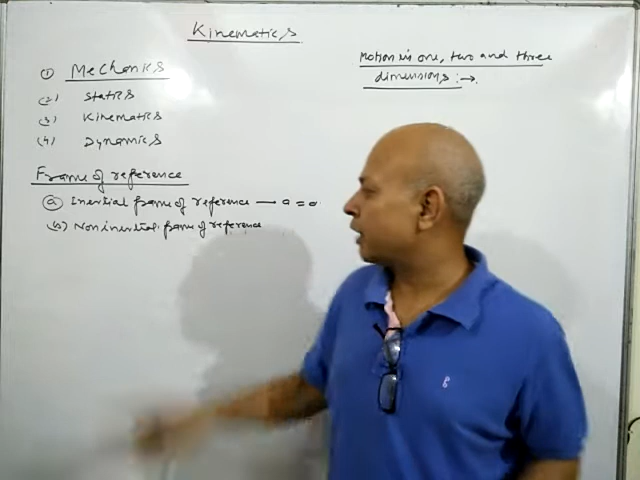 Kinematics
(1) Mechanics
(2) Statics
(3) Kinematics
(4) Dynamics
Frame of reference
(a) Inertial frame of reference — a = 0
(b) Non inertial frame of reference
Motion in one, two and three
dimensions :→